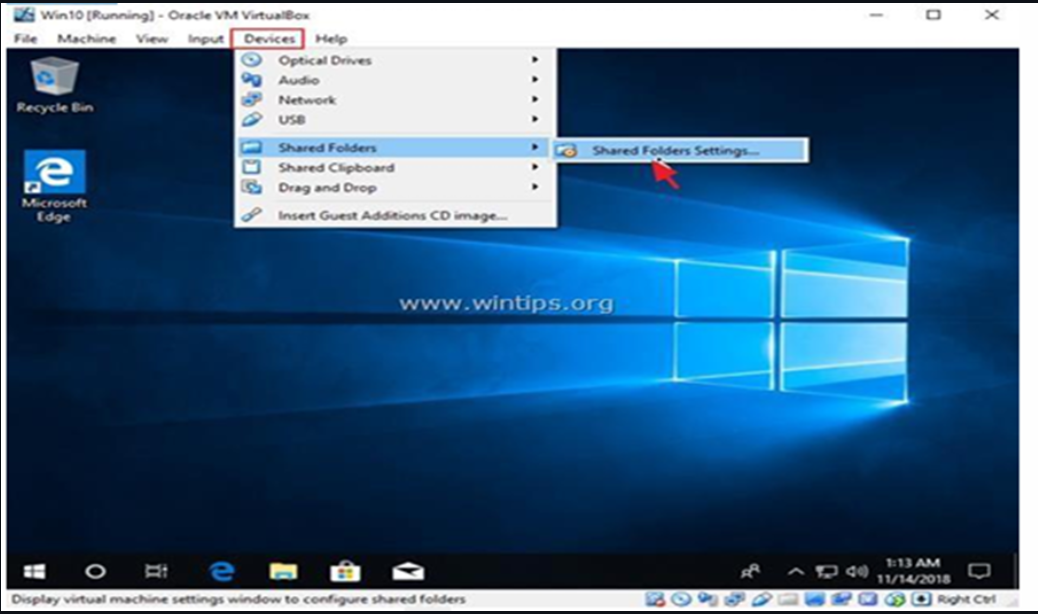 Win10 [Running] - Oracle VM VirtualBox
File Machine View Input Devices Help
Optical Drives
Audio
Network
USB
Shared Folders
Shared Folders Settings...
Shared Clipboard
Drag and Drop
Insert Guest Additions CD image...
Recycle Bin
Microsoft
Edge
www.wintips.org
1:13 AM
11/14/2018
Display virtual machine settings window to configure shared folders
Right Ctrl